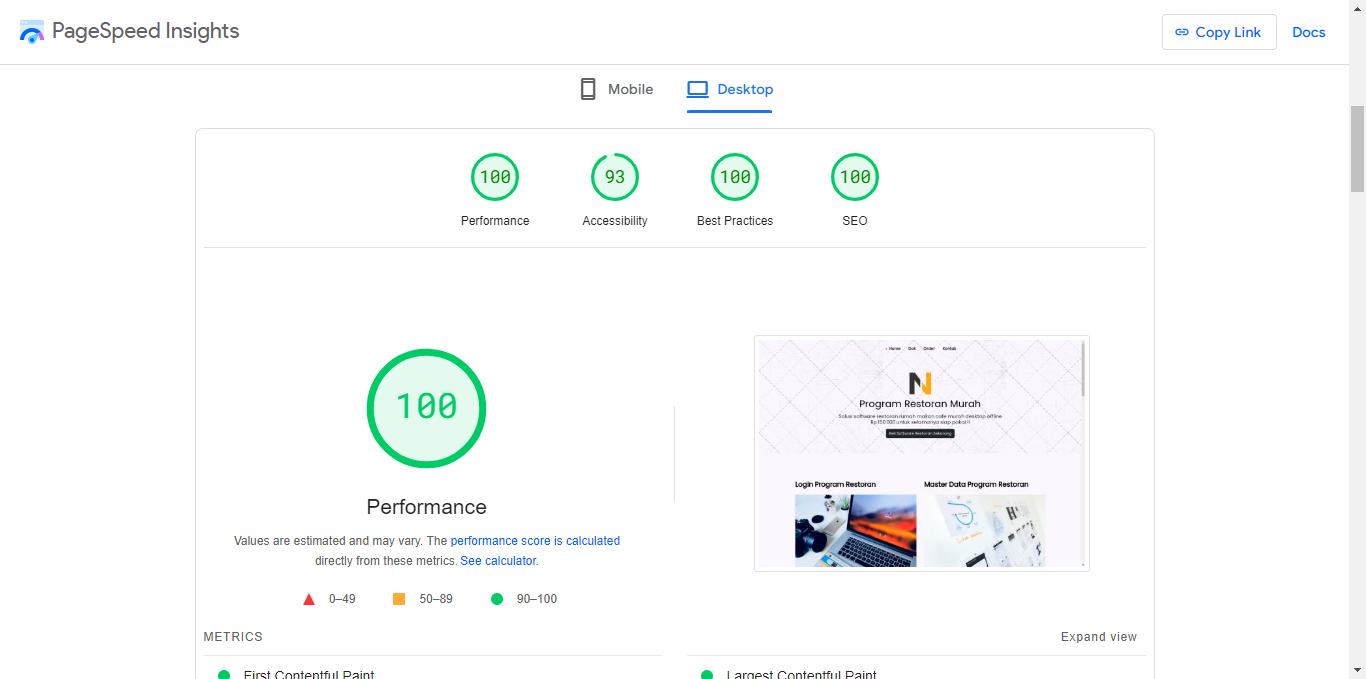 PageSpeed Insights
Copy Link
Docs
Mobile
Desktop
100
93
100
100
Performance
Accessibility
Best Practices
SEO
100
Performance
Values are estimated and may vary. The performance score is calculated
directly from these metrics. See calculator.
0–49
50–89
90–100
Home
Order
Kontak
Program Restoran Murah
Solusi software restoran rumah makan cafe murah desktop offline
Rp.150.000 untuk selamanya siap pakai !!
Beli Software Restoran Sekarang
Login Program Restoran
Master Data Program Restoran
METRICS
Expand view
First Contentful Paint
Largest Contentful Paint